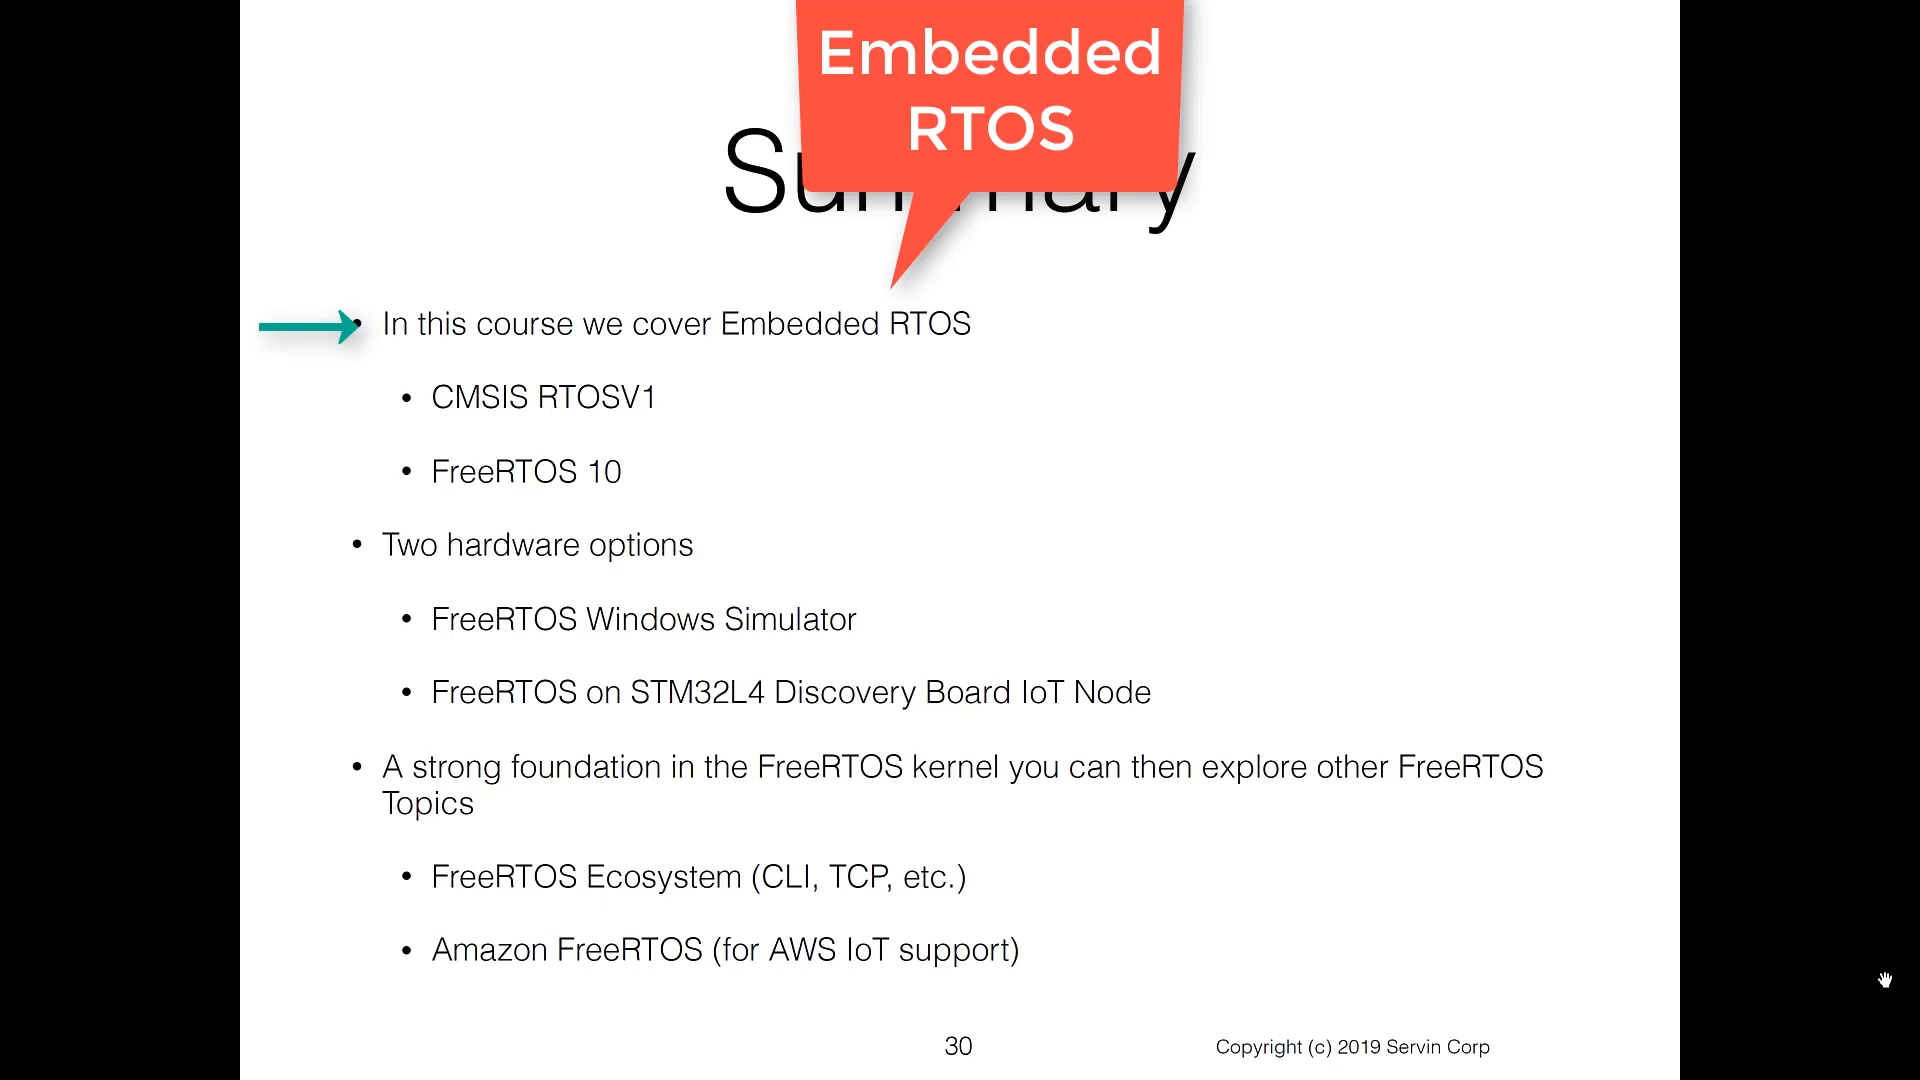 Embedded
RTOS
Summary
• In this course we cover Embedded RTOS
• CMSIS RTOSV1
• FreeRTOS 10
• Two hardware options
• FreeRTOS Windows Simulator
• FreeRTOS on STM32L4 Discovery Board IoT Node
• A strong foundation in the FreeRTOS kernel you can then explore other FreeRTOS
Topics
• FreeRTOS Ecosystem (CLI, TCP, etc.)
• Amazon FreeRTOS (for AWS IoT support)
30
Copyright (c) 2019 Servin Corp